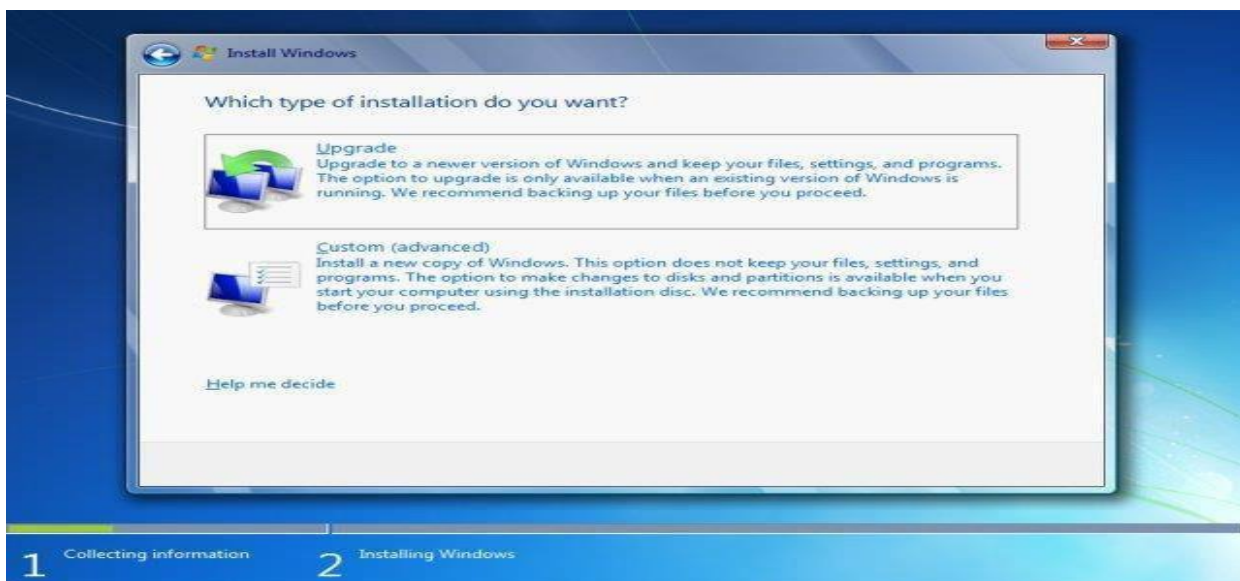 Install Windows
Which type of installation do you want?
Upgrade
Upgrade to a newer version of Windows and keep your files, settings, and programs.
The option to upgrade is only available when an existing version of Windows is
running. We recommend backing up your files before you proceed.
Custom (advanced)
Install a new copy of Windows. This option does not keep your files, settings, and
programs. The option to make changes to disks and partitions is available when you
start your computer using the installation disc. We recommend backing up your files
before you proceed.
Help me decide
1 Collecting information 2 Installing Windows